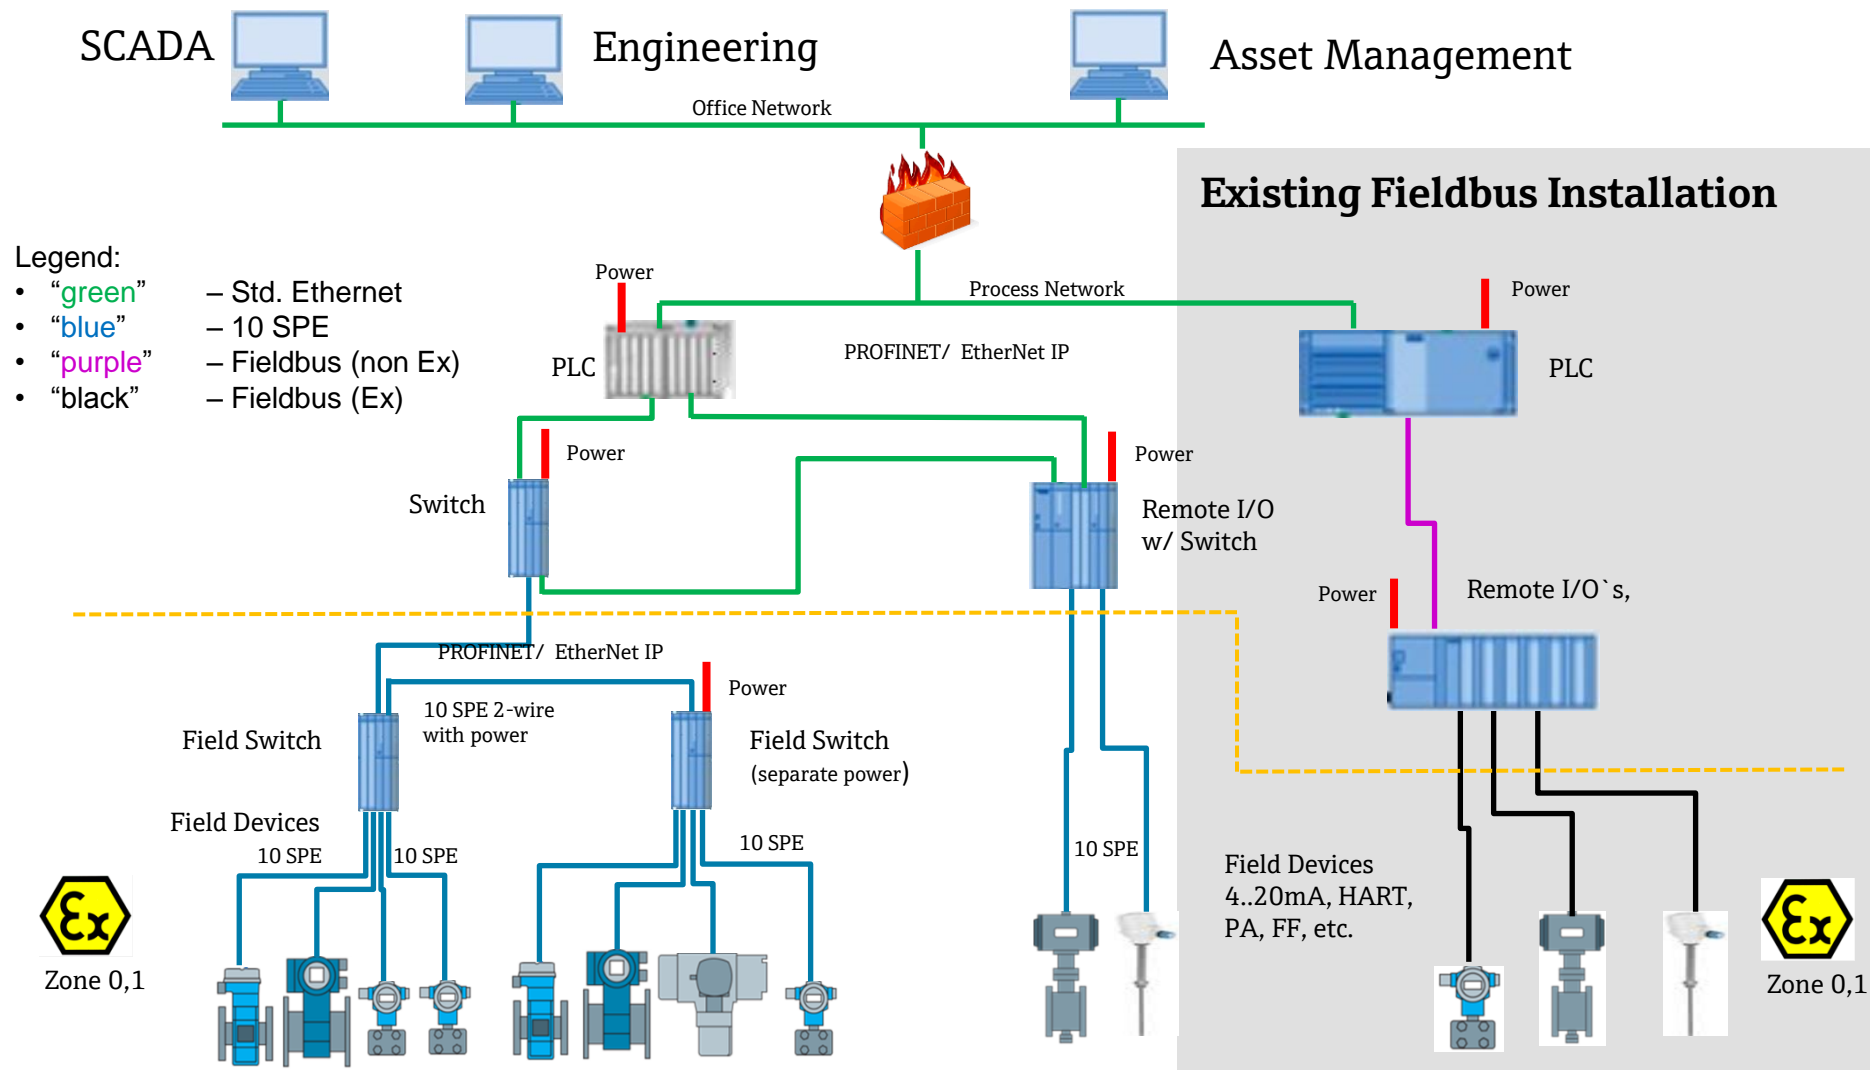 SCADA
Engineering
Asset Management
Office Network
Existing Fieldbus Installation
Legend:
• “green” – Std. Ethernet
• “blue” – 10 SPE
• “purple” – Fieldbus (non Ex)
• “black” – Fieldbus (Ex)
Power
Process Network
Power
PLC
PROFINET/ EtherNet IP
PLC
Power
Power
Switch
Remote I/O
w/ Switch
Power
Remote I/O`s,
PROFINET/ EtherNet IP
Power
10 SPE 2-wire
with power
Field Switch
Field Switch
(separate power)
Field Devices
10 SPE
10 SPE
10 SPE
10 SPE
Field Devices
4..20mA, HART,
PA, FF, etc.
Ex
Zone 0,1
Ex
Zone 0,1